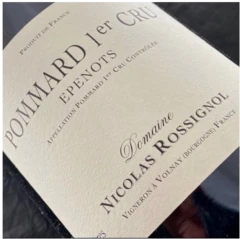 PRODUIT DE FRANCE
POMMARD 1er CRU
EPENOTS
APPELLATION POMMARD 1ER CRU CONTRÔLÉE
Domaine
NICOLAS ROSSIGNOL
VIGNERON À VOLNAY (BOURGOGNE) FRANCE